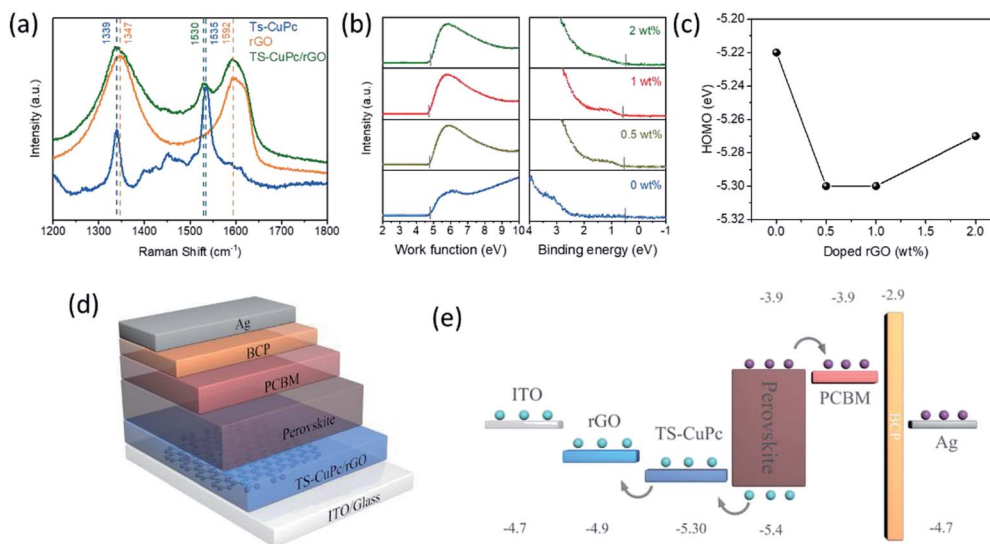 (a)
1339
1347
1530
1535
1592
Ts-CuPc
rGO
TS-CuPc/rGO
Intensity (a.u.)
1200 1300 1400 1500 1600 1700 1800
Raman Shift (cm-1)
(b)
2 wt%
1 wt%
0.5 wt%
0 wt%
Intensity (a.u.)
2 3 4 5 6 7 8 9 10
4 3 2 1 0 -1
Work function (eV)
Binding energy (eV)
(c)
-5.20
-5.22
-5.24
-5.26
-5.28
-5.30
-5.32
HOMO (eV)
0.0 0.5 1.0 1.5 2.0
Doped rGO (wt%)
(d)
Ag
BCP
PCBM
Perovskite
TS-CuPc/rGO
ITO/Glass
(e)
-3.9 -3.9 -2.9
ITO
rGO
TS-CuPc
Perovskite
PCBM
BCP
Ag
-4.7 -4.9 -5.30 -5.4 -4.7